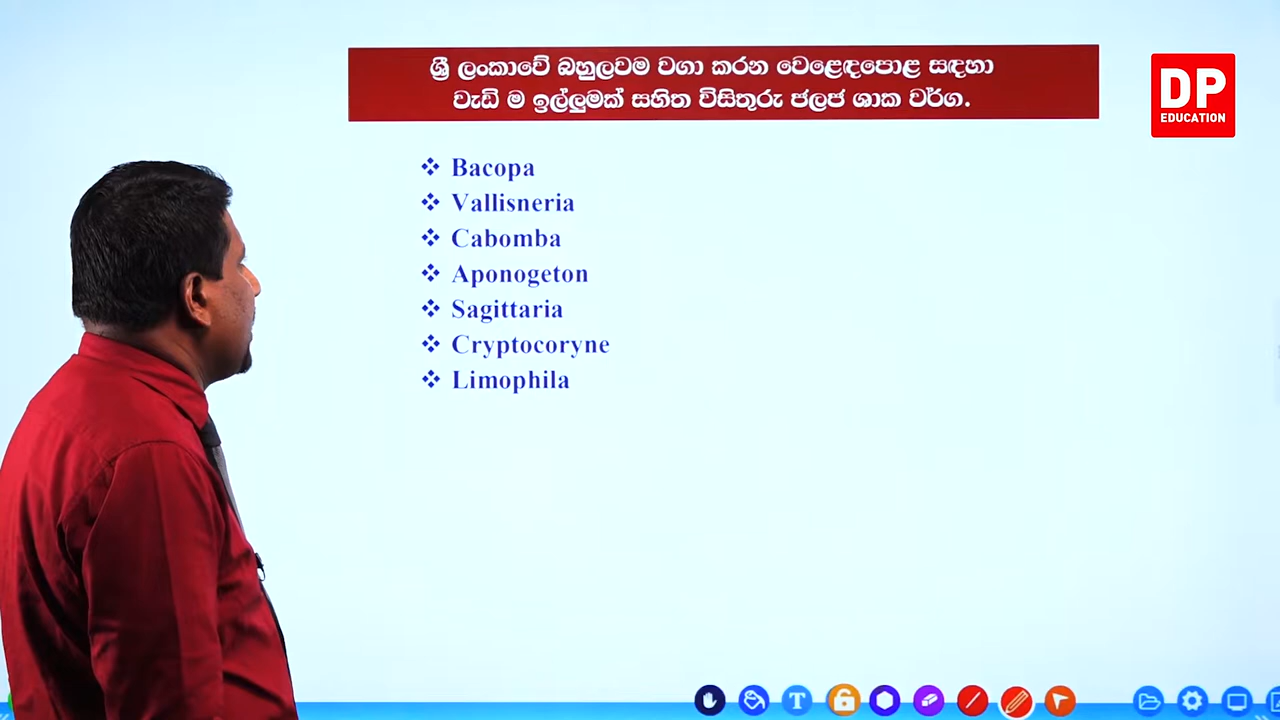 ශ්‍රී ලංකාවේ බහුලවම වගා කරන වෙළෙඳපොළ සඳහා
වැඩි ම ඉල්ලුමක් සහිත විසිතුරු ජලජ ශාක වර්ග.
DP
EDUCATION
❖ Bacopa
❖ Vallisneria
❖ Cabomba
❖ Aponogeton
❖ Sagittaria
❖ Cryptocoryne
❖ Limophila
T